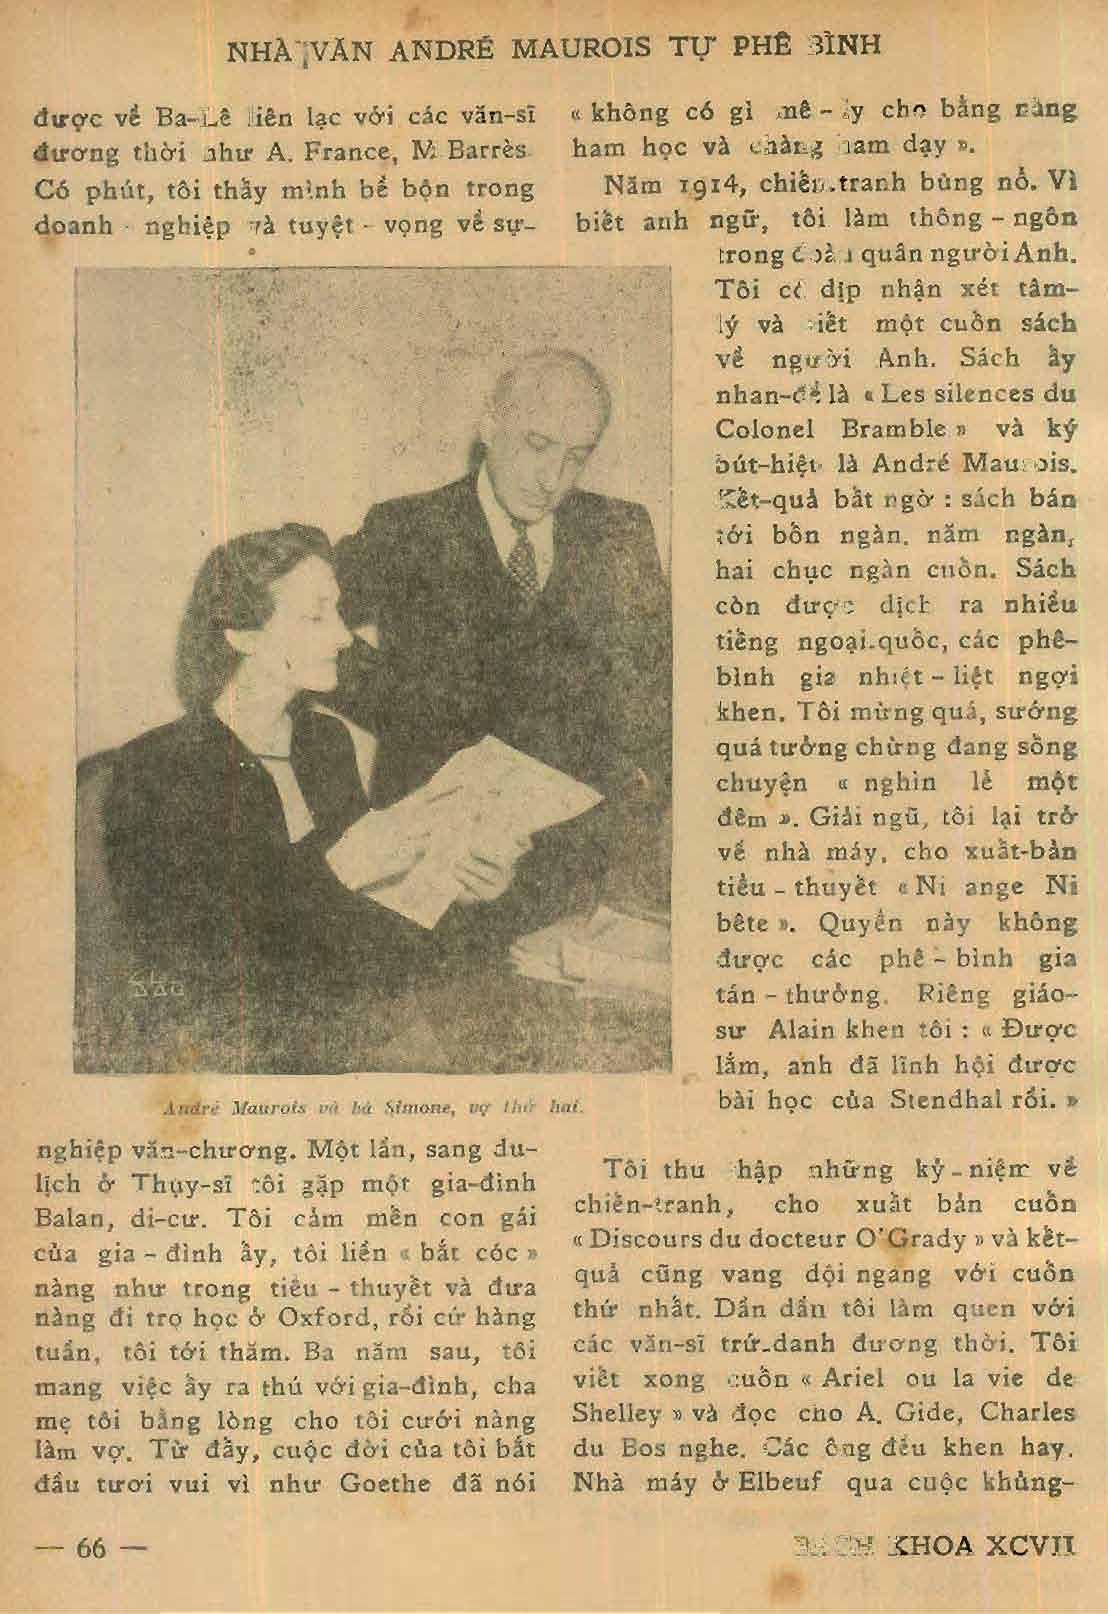 NHÀ VĂN ANDRÉ MAUROIS TỰ PHÊ BÌNH
được về Ba-Lê liên lạc với các văn-sĩ
đương thời như A. France, M. Barrès.
Có phút, tôi thấy mình bề bộn trong
doanh - nghiệp và tuyệt - vọng về sự-
André Maurois và bà Simone, vợ thứ hai.
nghiệp văn-chương. Một lần, sang du-
lịch ở Thụy-sĩ tôi gặp một gia-đình
Balan, di-cư. Tôi cảm mến con gái
của gia - đình ấy, tôi liền « bắt cóc »
nàng như trong tiểu - thuyết và đưa
nàng đi trọ học ở Oxford, rồi cứ hàng
tuần, tôi tới thăm. Ba năm sau, tôi
mang việc ấy ra thú với gia-đình, cha
mẹ tôi bằng lòng cho tôi cưới nàng
làm vợ. Từ đấy, cuộc đời của tôi bắt
đầu tươi vui vì như Goethe đã nói
« không có gì mê - ly cho bằng nàng
ham học và chàng ham dạy ».
Năm 1914, chiến-tranh bùng nổ. Vì
biết anh ngữ, tôi làm thông - ngôn
trong đoàn quân người Anh.
Tôi có dịp nhận xét tâm-
lý và viết một cuốn sách
về người Anh. Sách ấy
nhan-đề là « Les silences du
Colonel Bramble » và ký
bút-hiệu là André Maurois.
Kết-quả bất ngờ : sách bán
tới bốn ngàn, năm ngàn,
hai chục ngàn cuốn. Sách
còn được dịch ra nhiều
tiếng ngoại-quốc, các phê-
bình gia nhiệt - liệt ngợi
khen. Tôi mừng quá, sướng
quá tưởng chừng đang sống
chuyện « nghìn lẻ một
đêm ». Giải ngũ, tôi lại trở
về nhà máy, cho xuất-bản
tiểu - thuyết « Ni ange Ni
bête ». Quyển này không
được các phê - bình gia
tán - thưởng. Riêng giáo-
sư Alain khen tôi : « Được
lắm, anh đã lĩnh hội được
bài học của Stendhal rồi. »
Tôi thu thập những kỷ - niệm về
chiến-tranh, cho xuất bản cuốn
« Discours du docteur O'Grady » và kết-
quả cũng vang dội ngang với cuốn
thứ nhất. Dần dần tôi làm quen với
các văn-sĩ trứ-danh đương thời. Tôi
viết xong cuốn « Ariel ou la vie de
Shelley » và đọc cho A. Gide, Charles
du Bos nghe. Các ông đều khen hay.
Nhà máy ở Elbeuf qua cuộc khủng-
— 66 —
BÁCH KHOA XCVII